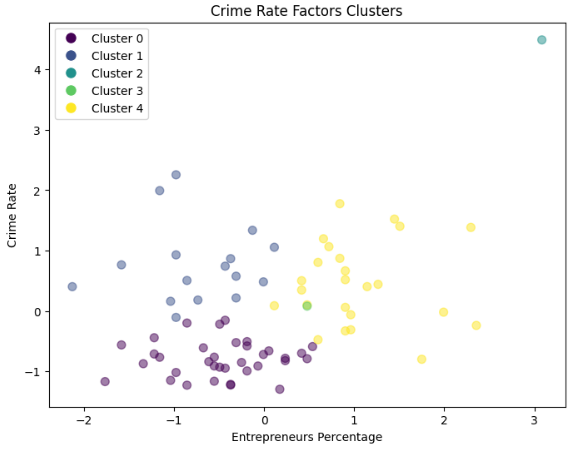 Crime Rate Factors Clusters
Cluster 0
Cluster 1
Cluster 2
Cluster 3
Cluster 4
Crime Rate
4
3
2
1
0
−1
−2
−1
0
1
2
3
Entrepreneurs Percentage